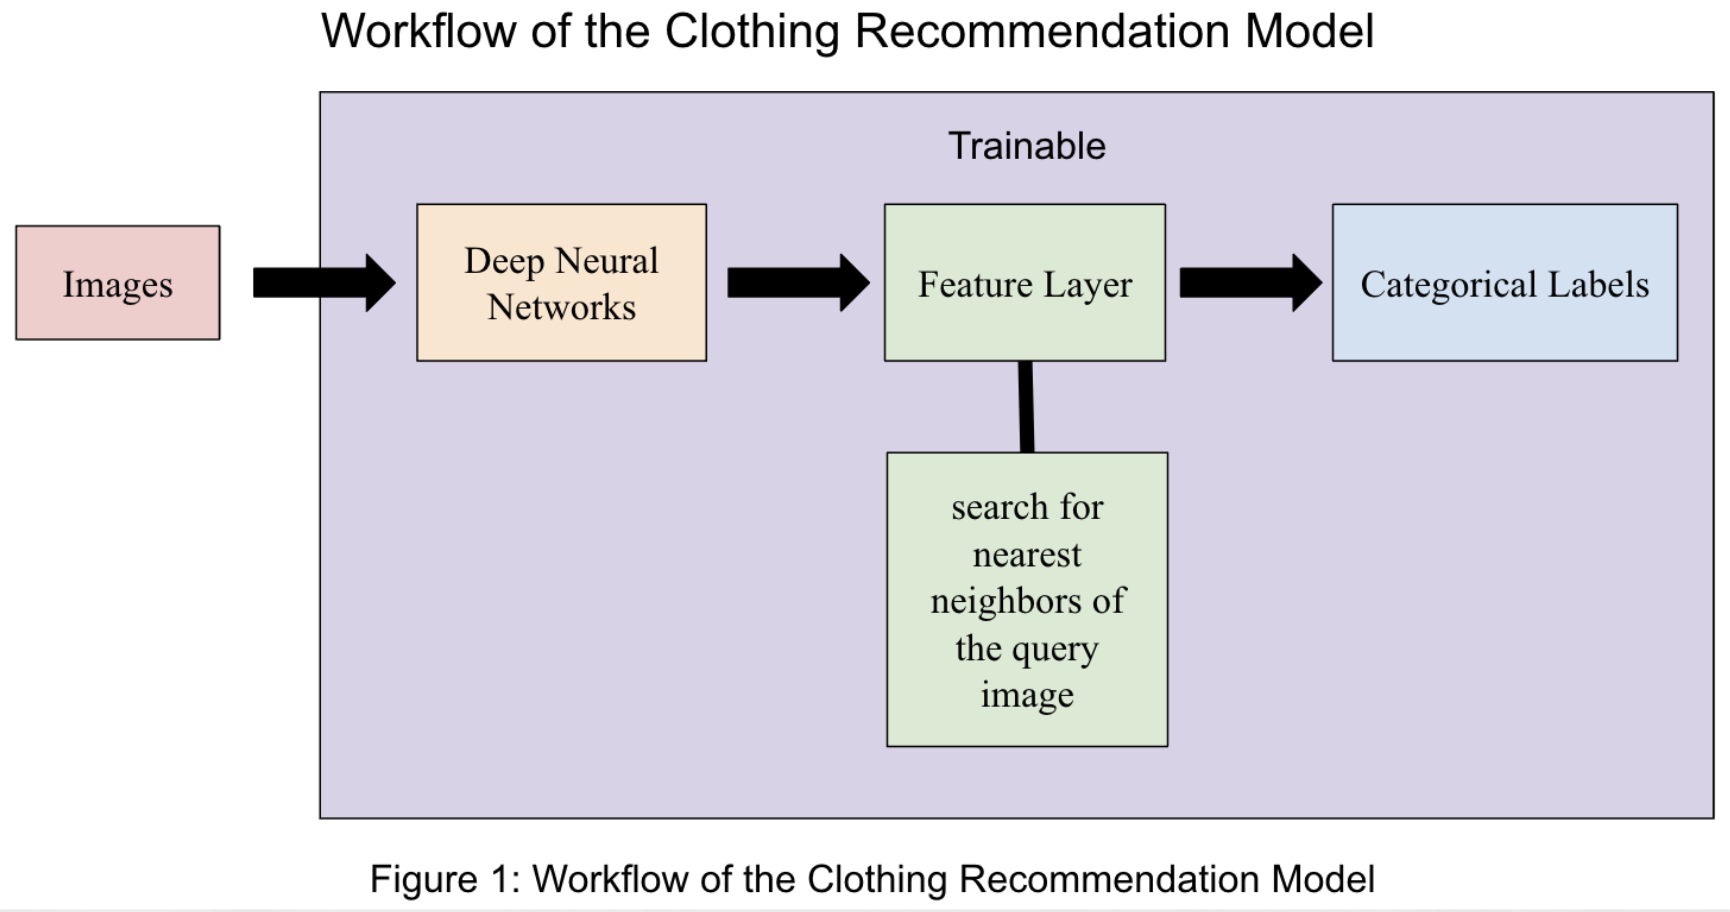 Workflow of the Clothing Recommendation Model
Trainable
Images
Deep Neural
Networks
Feature Layer
Categorical Labels
search for
nearest
neighbors of
the query
image
Figure 1: Workflow of the Clothing Recommendation Model